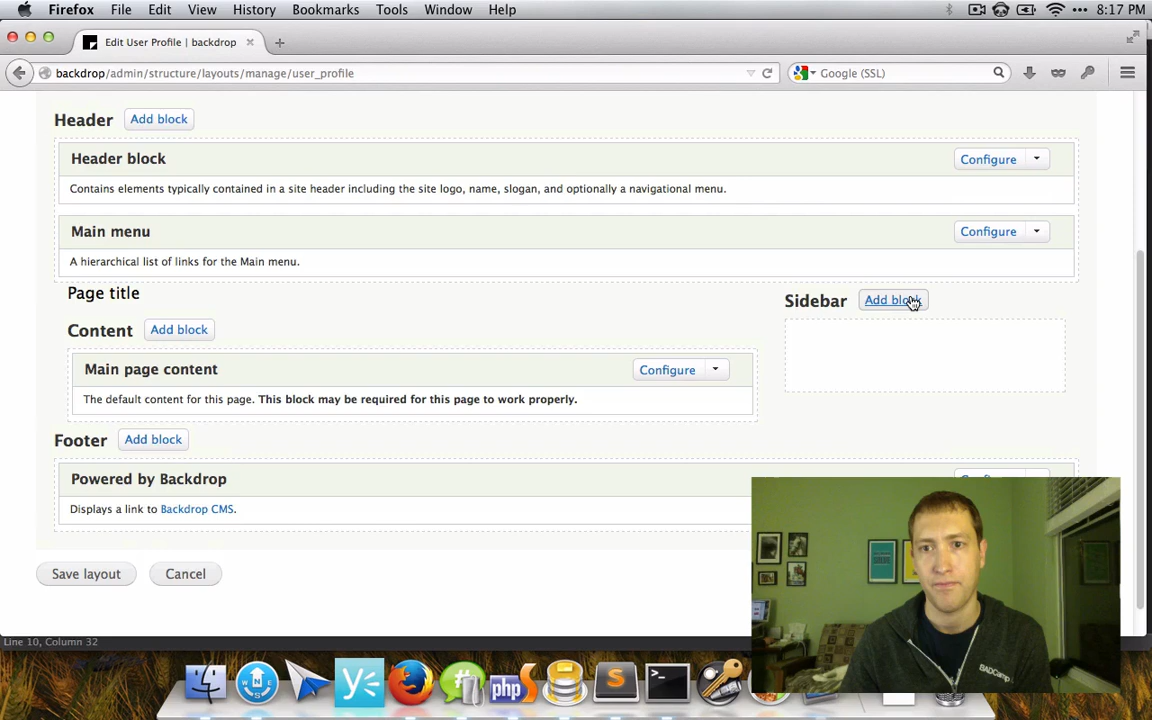 Firefox File Edit View History Bookmarks Tools Window Help 8:17 PM
Edit User Profile | backdrop
backdrop/admin/structure/layouts/manage/user_profile
Google (SSL)
Header Add block
Header block Configure
Contains elements typically contained in a site header including the site logo, name, slogan, and optionally a navigational menu.
Main menu Configure
A hierarchical list of links for the Main menu.
Page title
Sidebar Add block
Content Add block
Main page content Configure
The default content for this page. This block may be required for this page to work properly.
Footer Add block
Powered by Backdrop
Displays a link to Backdrop CMS.
Save layout Cancel
Line 10, Column 32
php
BADCamp